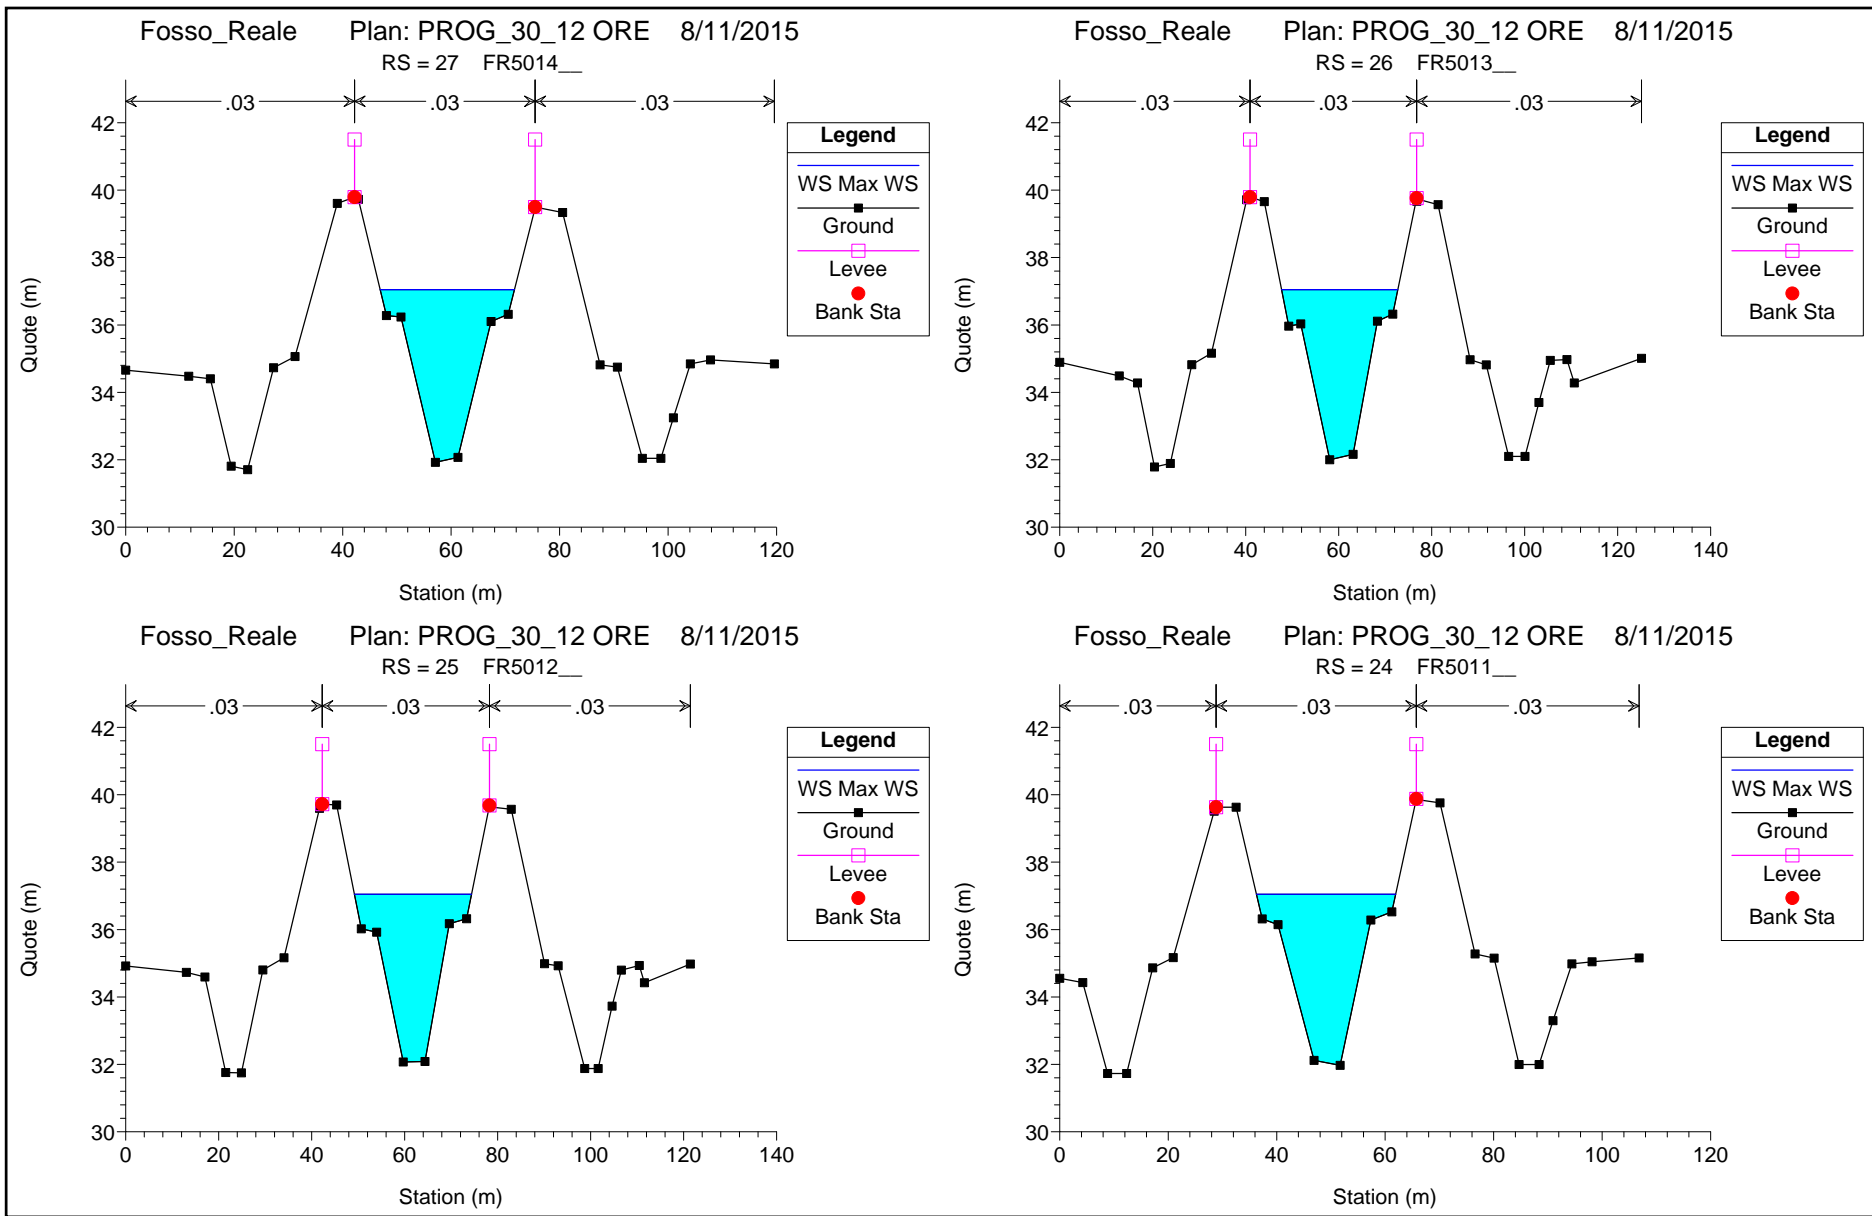 Fosso_Reale Plan: PROG_30_12 ORE 8/11/2015
RS = 27 FR5014__
.03 .03 .03
42
40
38
36
34
32
30
0 20 40 60 80 100 120
Quote (m)
Station (m)
Legend
WS Max WS
Ground
Levee
Bank Sta
Fosso_Reale Plan: PROG_30_12 ORE 8/11/2015
RS = 26 FR5013__
.03 .03 .03
42
40
38
36
34
32
30
0 20 40 60 80 100 120 140
Quote (m)
Station (m)
Legend
WS Max WS
Ground
Levee
Bank Sta
Fosso_Reale Plan: PROG_30_12 ORE 8/11/2015
RS = 25 FR5012__
.03 .03 .03
42
40
38
36
34
32
30
0 20 40 60 80 100 120 140
Quote (m)
Station (m)
Legend
WS Max WS
Ground
Levee
Bank Sta
Fosso_Reale Plan: PROG_30_12 ORE 8/11/2015
RS = 24 FR5011__
.03 .03 .03
42
40
38
36
34
32
30
0 20 40 60 80 100 120
Quote (m)
Station (m)
Legend
WS Max WS
Ground
Levee
Bank Sta